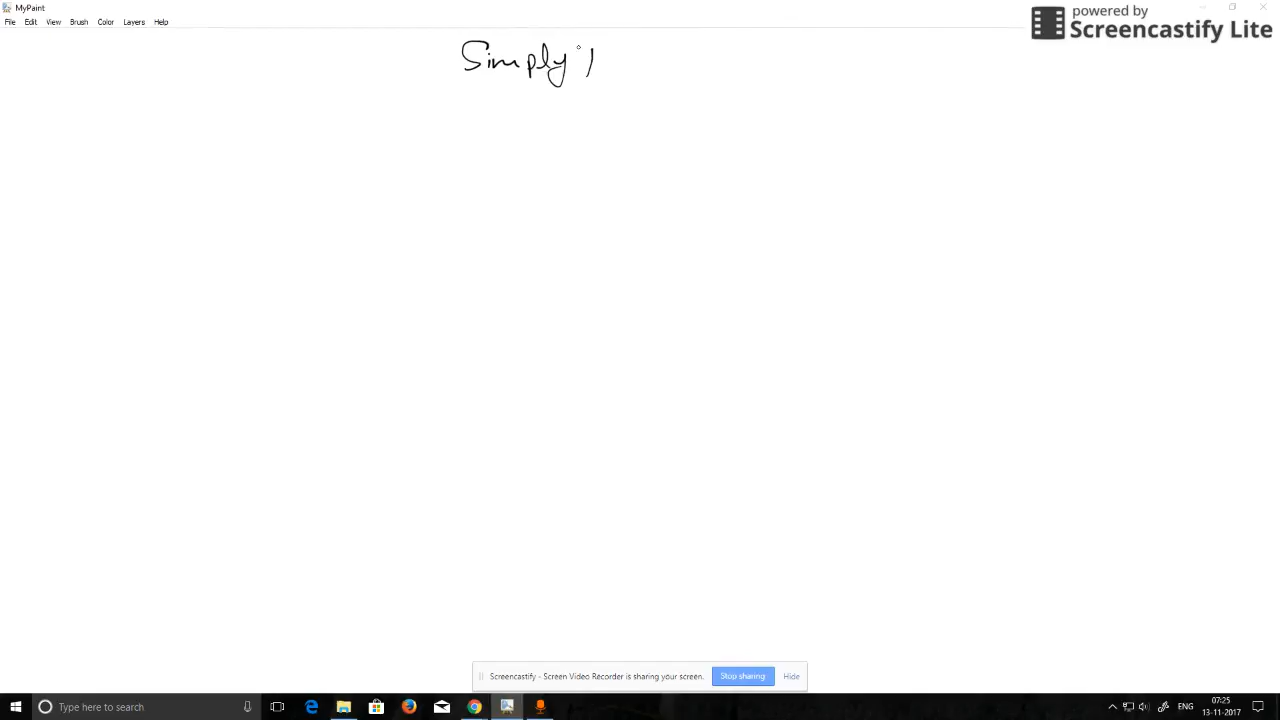 MyPaint
File Edit View Brush Color Layers Help
powered by
Screencastify Lite
Simply
Screencastify - Screen Video Recorder is sharing your screen. Stop sharing Hide
Type here to search
ENG
07:25
13-11-2017